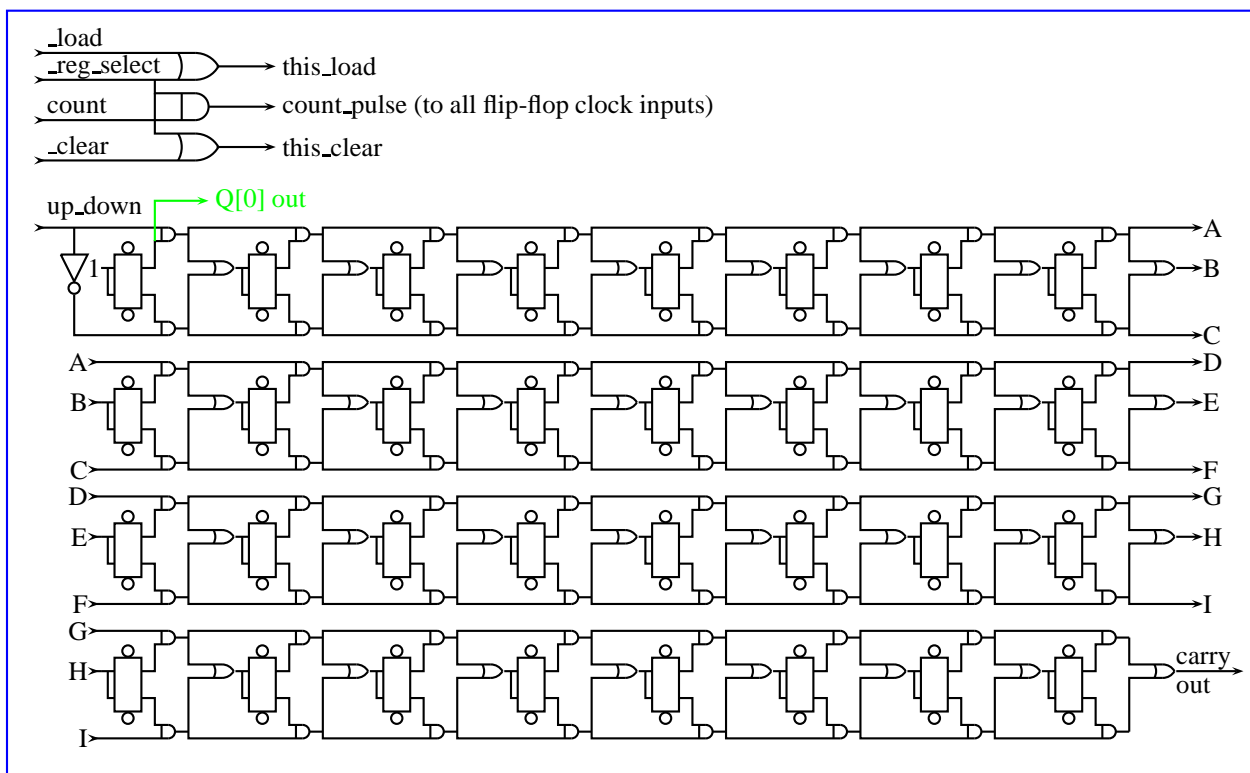 _load
_reg_select
this_load
count
count_pulse (to all flip-flop clock inputs)
_clear
this_clear
up_down
Q[0] out
A
1
B
C
A
D
B
E
C
F
D
G
E
H
F
I
G
H
carry
out
I